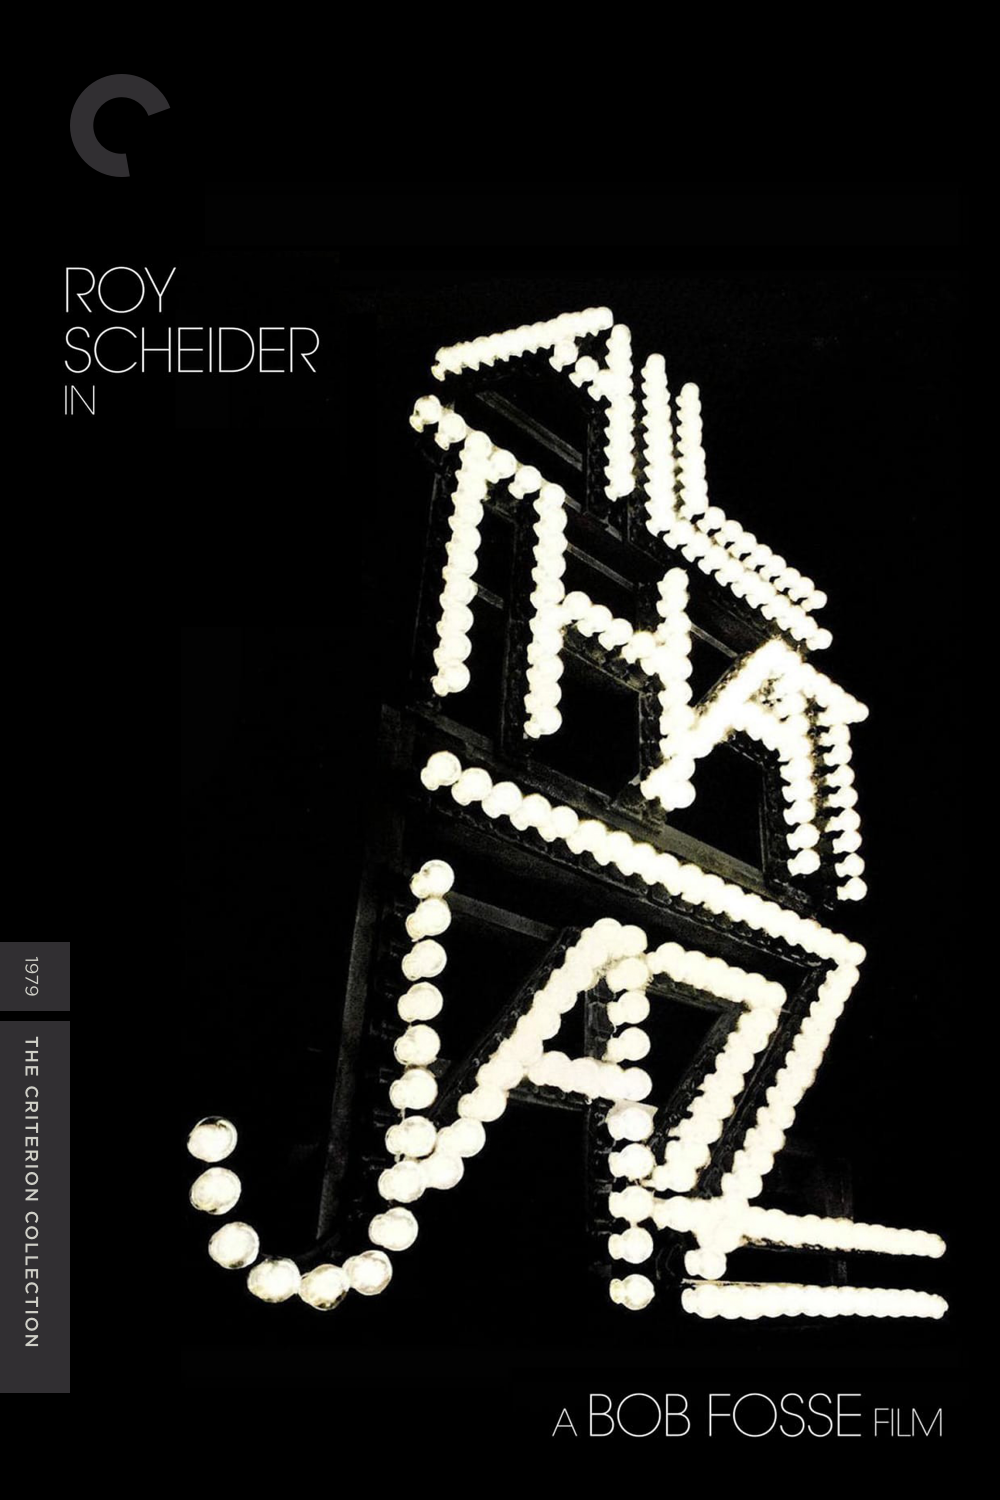 ROY
SCHEIDER
IN
ALL
THAT
JAZZ
1979
THE CRITERION COLLECTION
A BOB FOSSE FILM